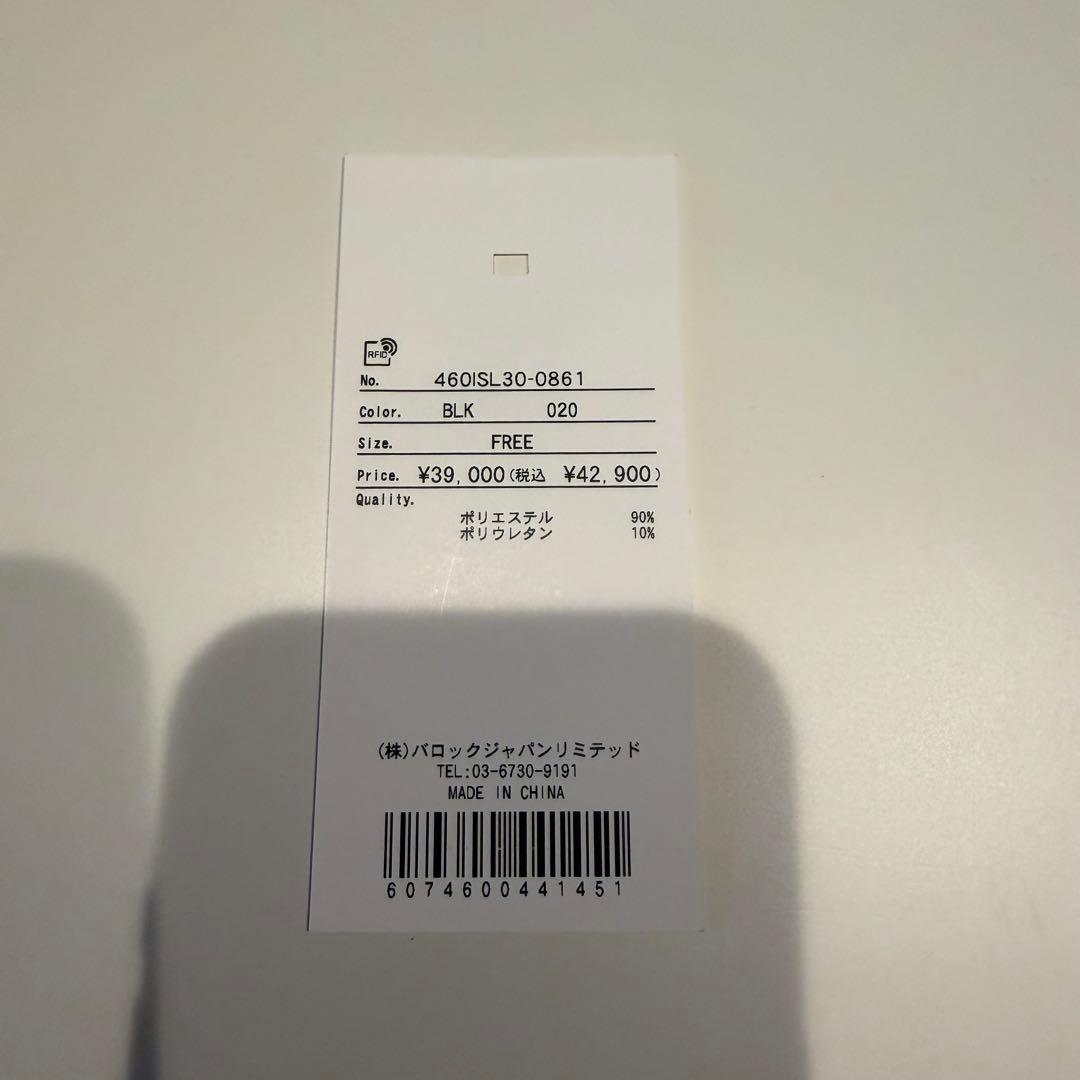 RFID
No. 460ISL30-0861
Color. BLK 020
Size. FREE
Price. ¥39,000(税込 ¥42,900)
Quality.
ポリエステル 90%
ポリウレタン 10%
(株)バロックジャパンリミテッド
TEL:03-6730-9191
MADE IN CHINA
6074600441451